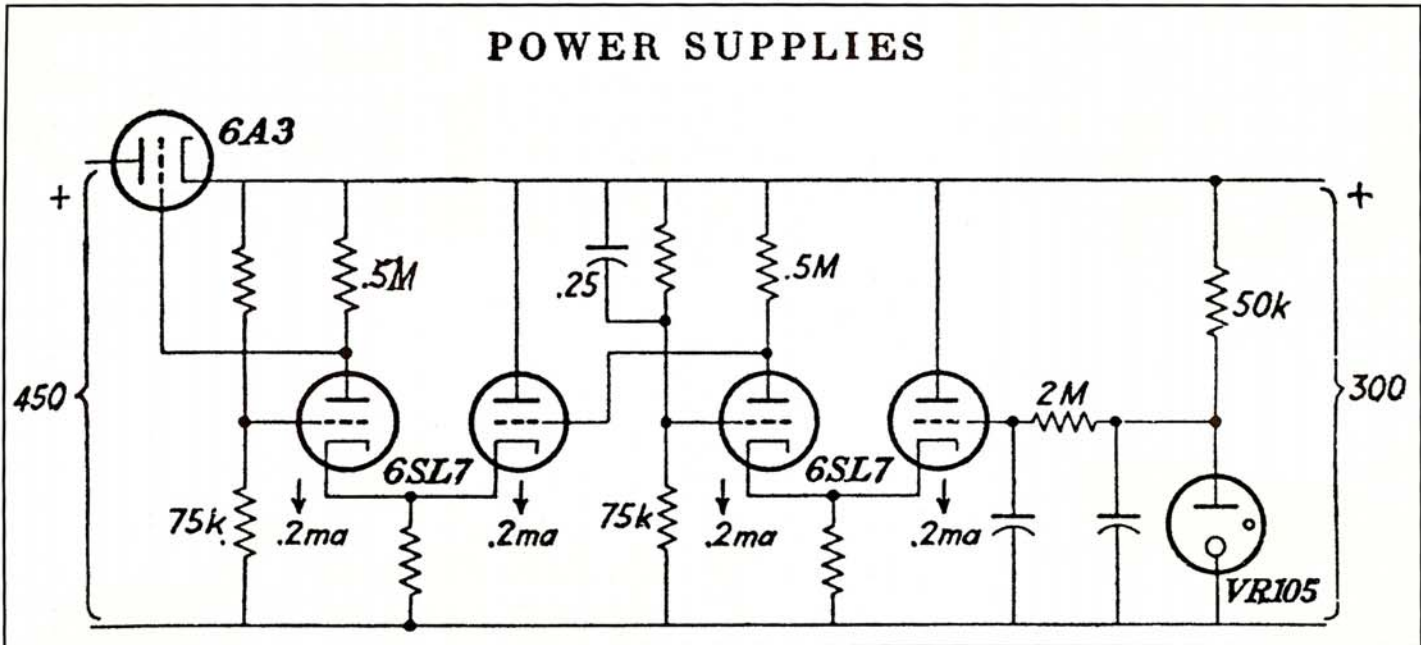 POWER SUPPLIES
6A3
+
+
.5M
.25
.5M
50k
450
2M
300
6SL7
6SL7
75k
.2ma
.2ma
75k
.2ma
.2ma
VR105